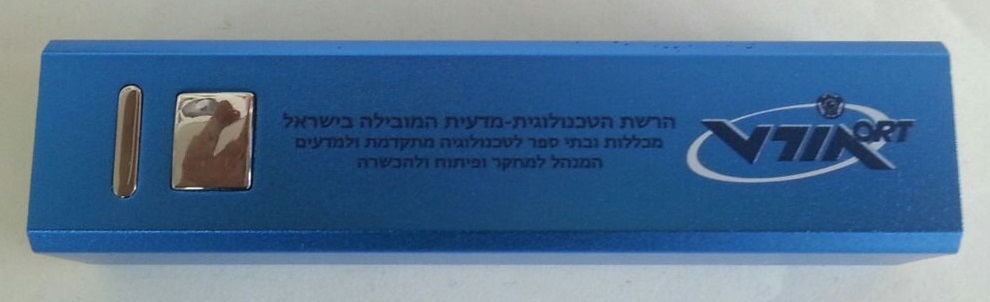 אורט ORT
הרשת הטכנולוגית-מדעית המובילה בישראל
מכללות ובתי ספר לטכנולוגיה מתקדמת ולמדעים
המנהל למחקר ופיתוח ולהכשרה